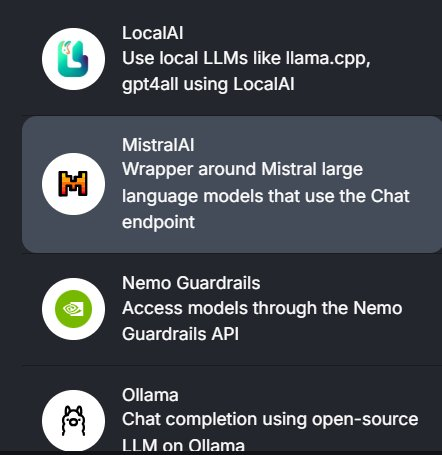 LocalAI
Use local LLMs like llama.cpp,
gpt4all using LocalAI
MistralAI
Wrapper around Mistral large
language models that use the Chat
endpoint
Nemo Guardrails
Access models through the Nemo
Guardrails API
Ollama
Chat completion using open-source
LLM on Ollama